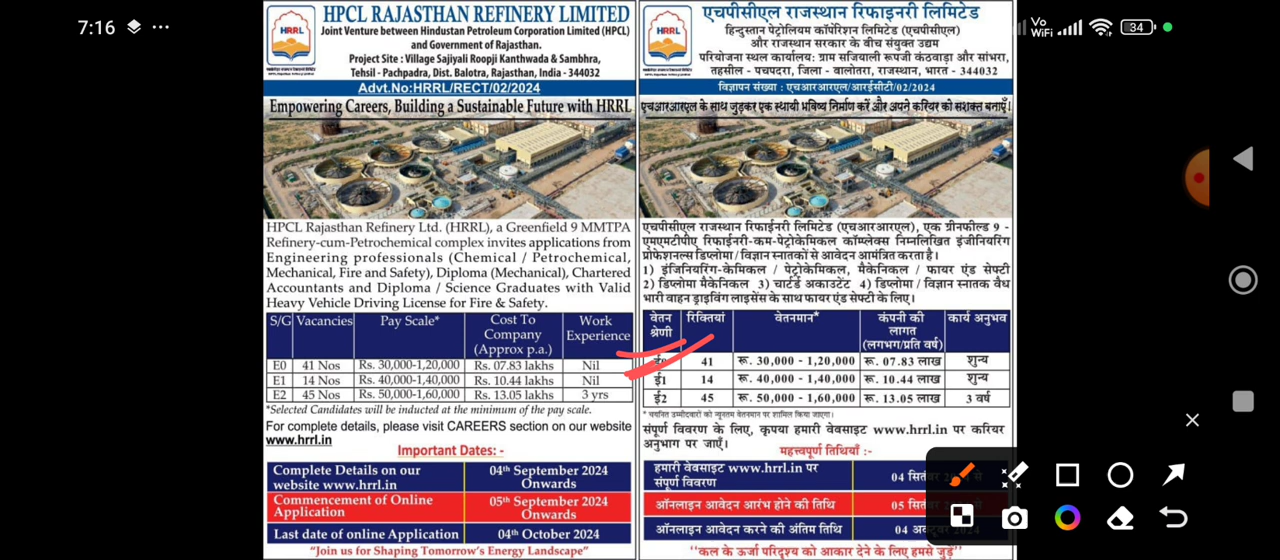 7:16
Vo
WiFi
34
HRRL
HPCL RAJASTHAN REFINERY LIMITED
Joint Venture between Hindustan Petroleum Corporation Limited (HPCL)
and Government of Rajasthan.
Project Site : Village Sajiyali Roopji Kanthwada & Sambhra,
Tehsil - Pachpadra, Dist. Balotra, Rajasthan, India - 344032
Advt.No:HRRL/RECT/02/2024
Empowering Careers, Building a Sustainable Future with HRRL
HPCL Rajasthan Refinery Ltd. (HRRL), a Greenfield 9 MMTPA
Refinery-cum-Petrochemical complex invites applications from
Engineering professionals (Chemical / Petrochemical,
Mechanical, Fire and Safety), Diploma (Mechanical), Chartered
Accountants and Diploma / Science Graduates with Valid
Heavy Vehicle Driving License for Fire & Safety.
S/G Vacancies Pay Scale* Cost To Company (Approx p.a.) Work Experience
E0 41 Nos Rs. 30,000-1,20,000 Rs. 07.83 lakhs Nil
E1 14 Nos Rs. 40,000-1,40,000 Rs. 10.44 lakhs Nil
E2 45 Nos Rs. 50,000-1,60,000 Rs. 13.05 lakhs 3 yrs
*Selected Candidates will be inducted at the minimum of the pay scale.
For complete details, please visit CAREERS section on our website
www.hrrl.in
Important Dates: -
Complete Details on our website www.hrrl.in 04th September 2024 Onwards
Commencement of Online Application 05th September 2024 Onwards
Last date of online Application 04th October 2024
"Join us for Shaping Tomorrow's Energy Landscape"
HRRL
एचपीसीएल राजस्थान रिफाइनरी लिमिटेड
हिन्दुस्तान पेट्रोलियम कॉर्पोरेशन लिमिटेड (एचपीसीएल)
और राजस्थान सरकार के बीच संयुक्त उद्यम
परियोजना स्थल कार्यालय: ग्राम सजियाली रूपजी कंठवाड़ा और सांभरा,
तहसील - पचपदरा, जिला - बालोतरा, राजस्थान, भारत - 344032
विज्ञापन संख्या : एचआरआरएल/आरईसीटी/02/2024
एचआरआरएल के साथ जुड़कर एक स्थायी भविष्य निर्माण करें और अपने करियर को सशक्त बनाएँ!
एचपीसीएल राजस्थान रिफाईनरी लिमिटेड (एचआरआरएल), एक ग्रीनफील्ड 9 -
एमएमटीपीए रिफाईनरी-कम-पेट्रोकेमिकल कॉम्प्लेक्स निम्नलिखित इंजीनियरिंग
प्रोफेशनल्स डिप्लोमा/विज्ञान स्नातकों से आवेदन आमंत्रित करता है।
1) इंजिनियरिंग-केमिकल / पेट्रोकेमिकल, मैकेनिकल / फायर एंड सेफ्टी
2) डिप्लोमा मैकेनिकल 3) चार्टर्ड अकाउटेंट 4) डिप्लोमा / विज्ञान स्नातक वैध
भारी वाहन ड्राइविंग लाइसेंस के साथ फायर एंड सेफ्टी के लिए।
वेतन श्रेणी रिक्तियां वेतनमान* कंपनी की लागत (लगभग/प्रति वर्ष) कार्य अनुभव
41 रू. 30,000 - 1,20,000 रू. 07.83 लाख शुन्य
ई1 14 रू. 40,000 - 1,40,000 रू. 10.44 लाख शुन्य
ई2 45 रू. 50,000 - 1,60,000 रू. 13.05 लाख 3 वर्ष
* चयनित उम्मीदवारों को न्यूनतम वेतनमान पर शामिल किया जाएगा।
संपूर्ण विवरण के लिए, कृपया हमारी वेबसाइट www.hrrl.in पर करियर
अनुभाग पर जाएँ।
महत्त्वपूर्ण तिथियाँ :-
हमारी वेबसाइट www.hrrl.in पर संपूर्ण विवरण 04
ऑनलाइन आवेदन आरंभ होने की तिथि 05
ऑनलाइन आवेदन करने की अंतिम तिथि 04
"कल के ऊर्जा परिदृश्य को आकार देने के लिए हमसे जुड़ें"